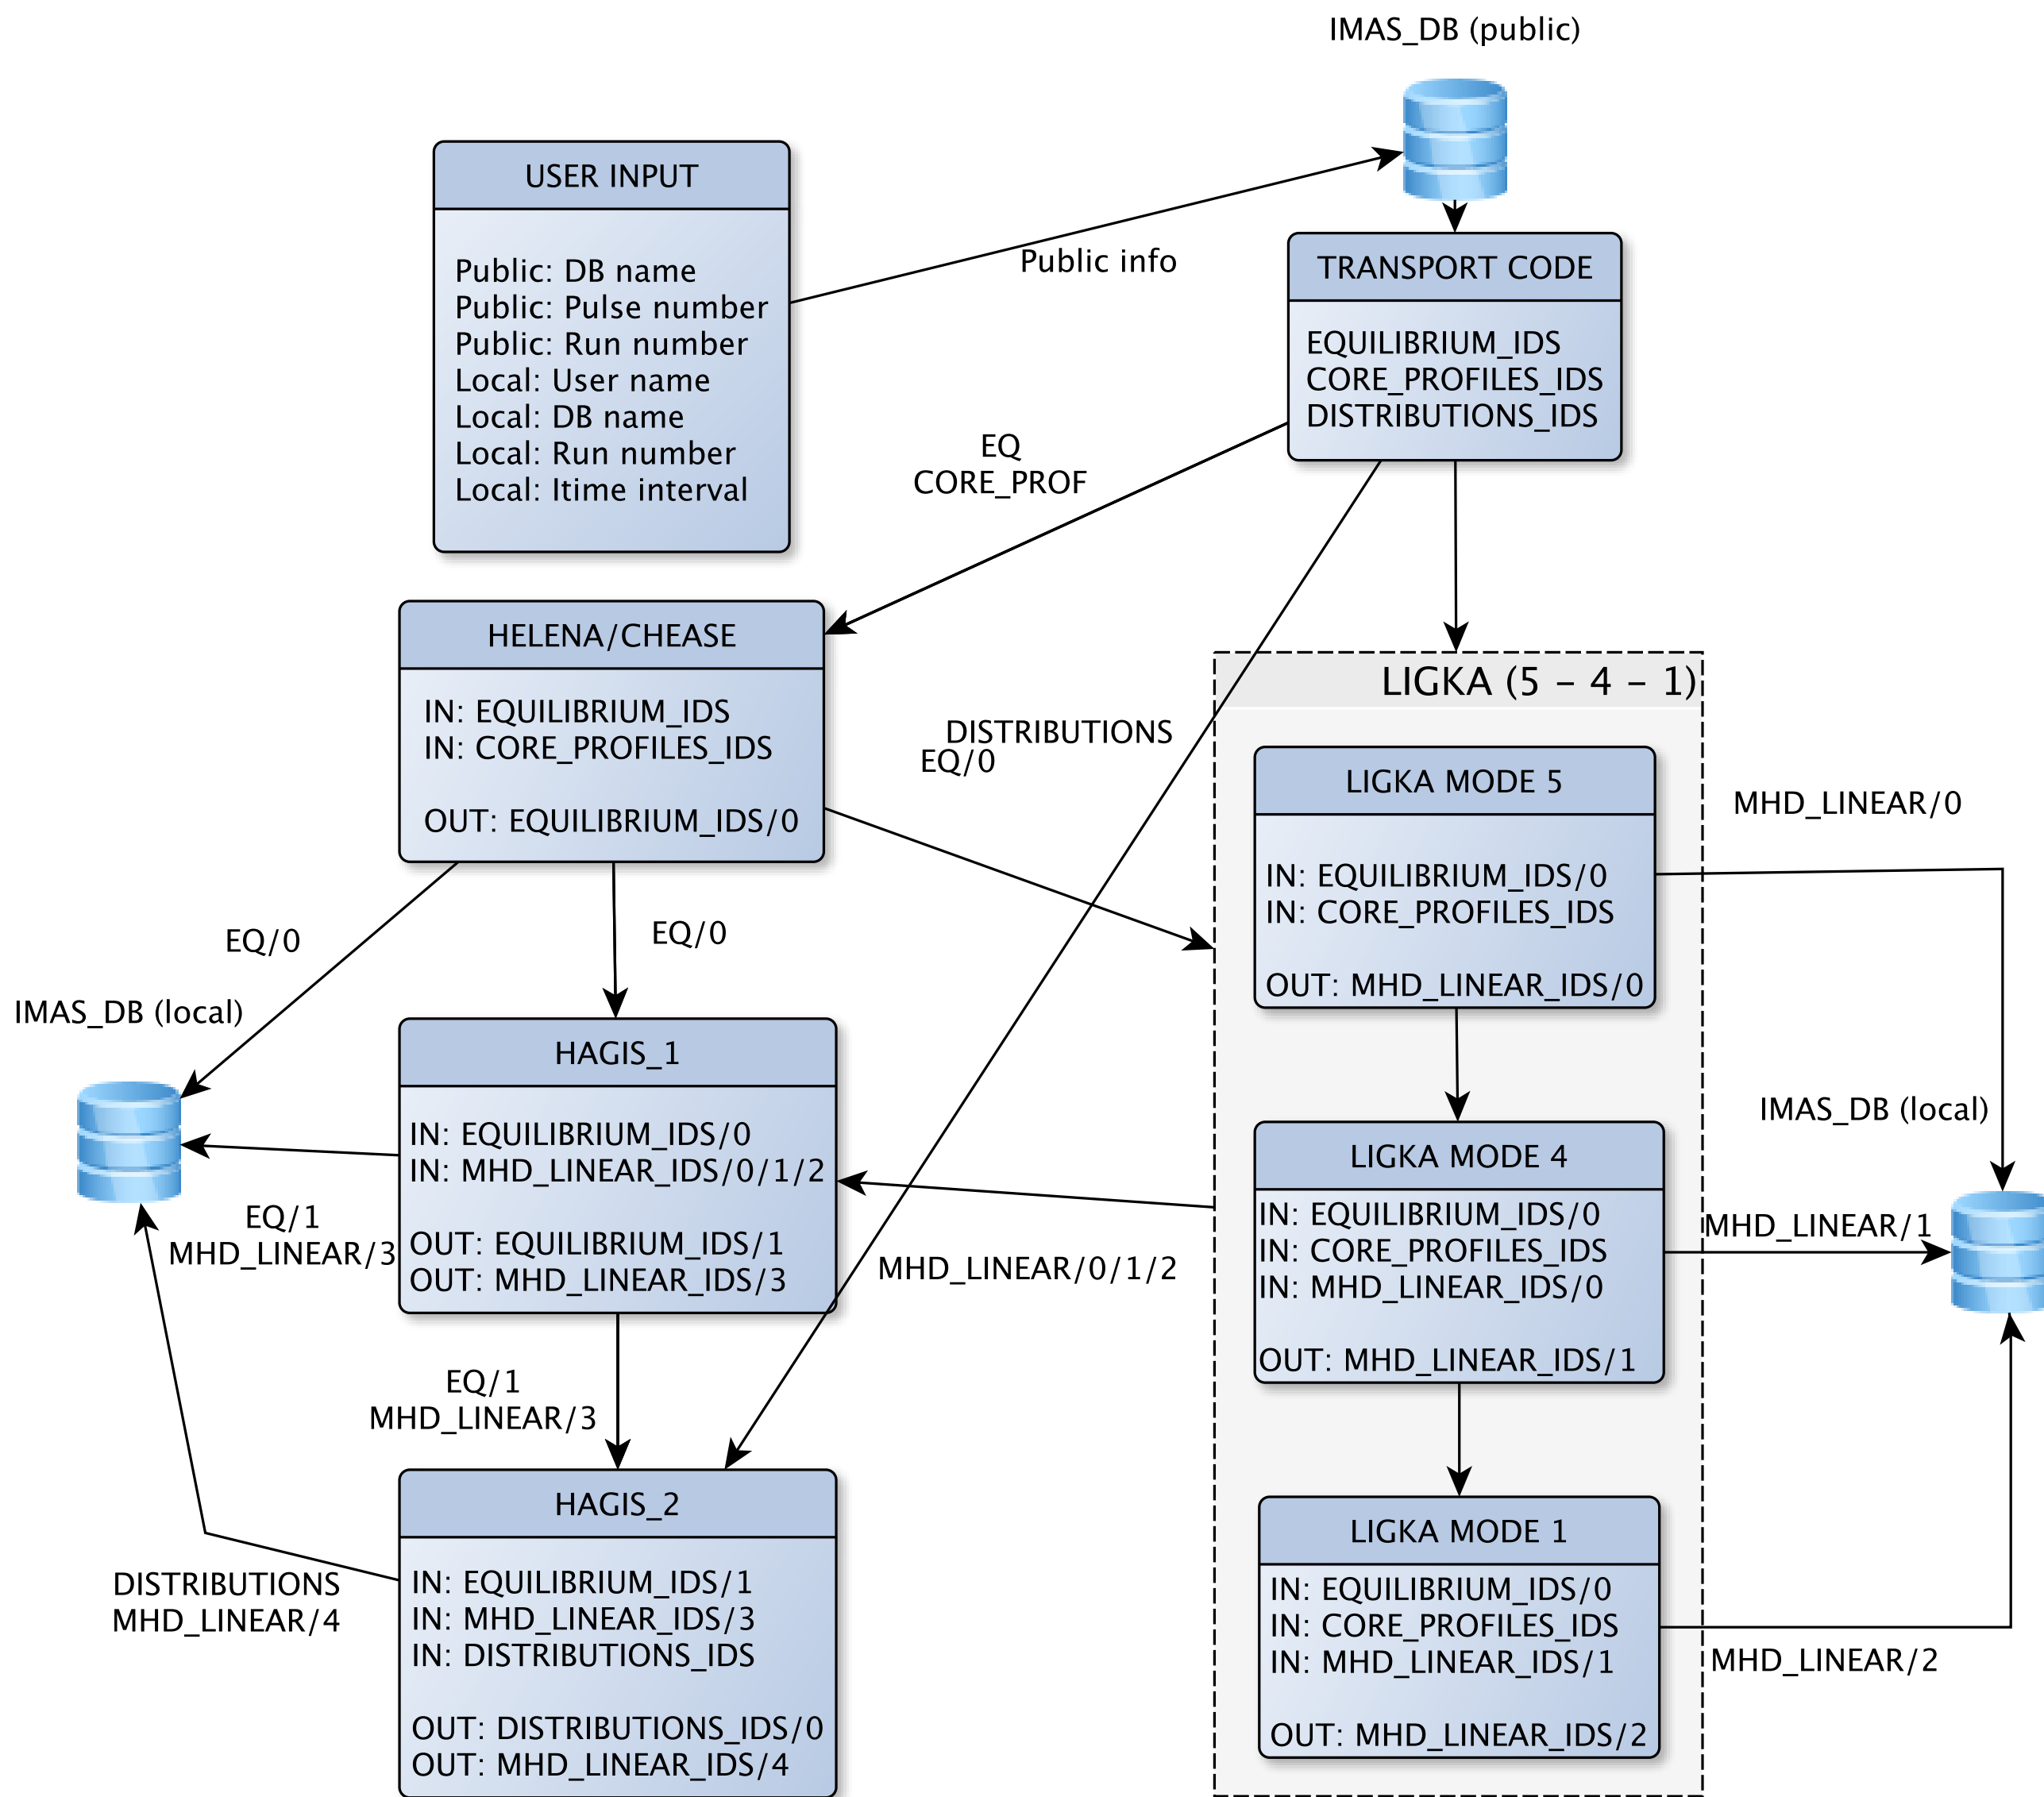 IMAS_DB (public)
USER INPUT
Public: DB name
Public: Pulse number
Public: Run number
Local: User name
Local: DB name
Local: Run number
Local: Itime interval
Public info
TRANSPORT CODE
EQUILIBRIUM_IDS
CORE_PROFILES_IDS
DISTRIBUTIONS_IDS
EQ
CORE_PROF
HELENA/CHEASE
IN: EQUILIBRIUM_IDS
IN: CORE_PROFILES_IDS
OUT: EQUILIBRIUM_IDS/0
DISTRIBUTIONS
EQ/0
LIGKA (5 - 4 - 1)
LIGKA MODE 5
IN: EQUILIBRIUM_IDS/0
IN: CORE_PROFILES_IDS
OUT: MHD_LINEAR_IDS/0
MHD_LINEAR/0
EQ/0
EQ/0
IMAS_DB (local)
HAGIS_1
IN: EQUILIBRIUM_IDS/0
IN: MHD_LINEAR_IDS/0/1/2
OUT: EQUILIBRIUM_IDS/1
OUT: MHD_LINEAR_IDS/3
EQ/1
MHD_LINEAR/3
MHD_LINEAR/0/1/2
LIGKA MODE 4
IN: EQUILIBRIUM_IDS/0
IN: CORE_PROFILES_IDS
IN: MHD_LINEAR_IDS/0
OUT: MHD_LINEAR_IDS/1
IMAS_DB (local)
MHD_LINEAR/1
EQ/1
MHD_LINEAR/3
HAGIS_2
IN: EQUILIBRIUM_IDS/1
IN: MHD_LINEAR_IDS/3
IN: DISTRIBUTIONS_IDS
OUT: DISTRIBUTIONS_IDS/0
OUT: MHD_LINEAR_IDS/4
DISTRIBUTIONS
MHD_LINEAR/4
LIGKA MODE 1
IN: EQUILIBRIUM_IDS/0
IN: CORE_PROFILES_IDS
IN: MHD_LINEAR_IDS/1
OUT: MHD_LINEAR_IDS/2
MHD_LINEAR/2